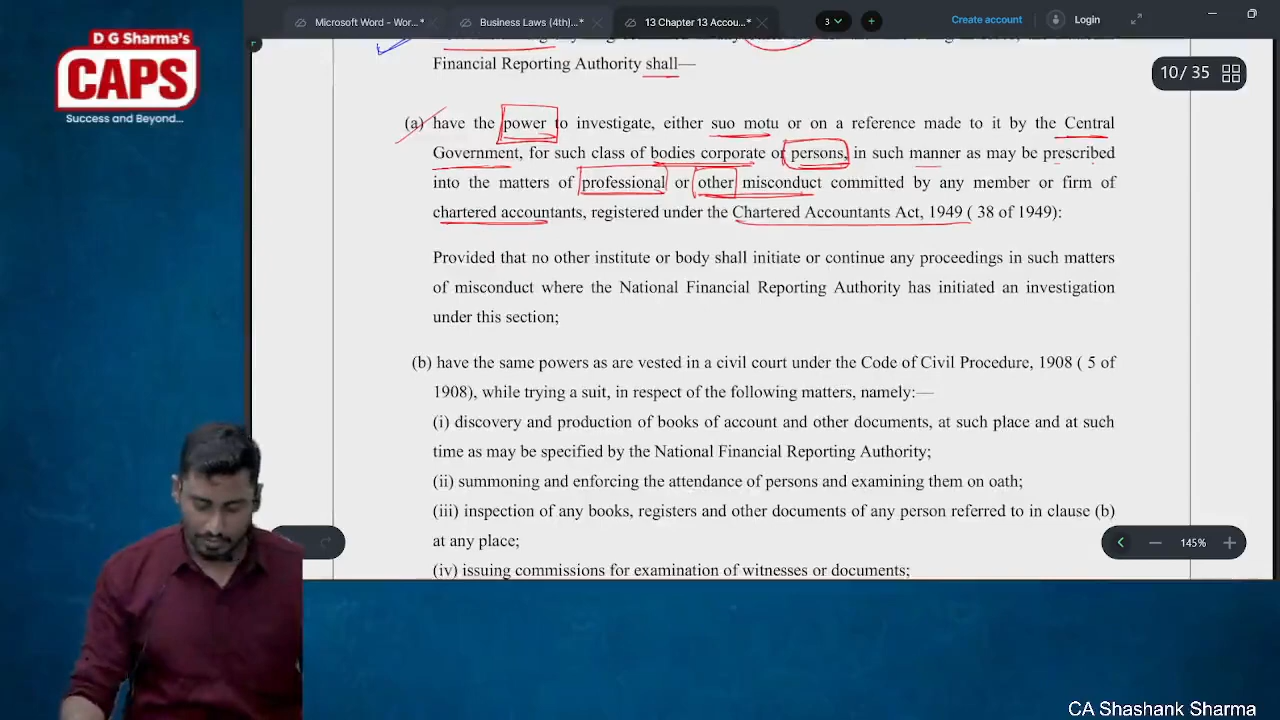 D G Sharma's
CAPS
Success and Beyond...
Microsoft Word - Wor...*
Business Laws (4th)...*
13 Chapter 13 Accou...*
3
+
Create account
Login
10/ 35
Financial Reporting Authority shall—
(a) have the power to investigate, either suo motu or on a reference made to it by the Central
Government, for such class of bodies corporate or persons, in such manner as may be prescribed
into the matters of professional or other misconduct committed by any member or firm of
chartered accountants, registered under the Chartered Accountants Act, 1949 ( 38 of 1949):
Provided that no other institute or body shall initiate or continue any proceedings in such matters
of misconduct where the National Financial Reporting Authority has initiated an investigation
under this section;
(b) have the same powers as are vested in a civil court under the Code of Civil Procedure, 1908 ( 5 of
1908), while trying a suit, in respect of the following matters, namely:—
(i) discovery and production of books of account and other documents, at such place and at such
time as may be specified by the National Financial Reporting Authority;
(ii) summoning and enforcing the attendance of persons and examining them on oath;
(iii) inspection of any books, registers and other documents of any person referred to in clause (b)
at any place;
(iv) issuing commissions for examination of witnesses or documents;
145%
CA Shashank Sharma